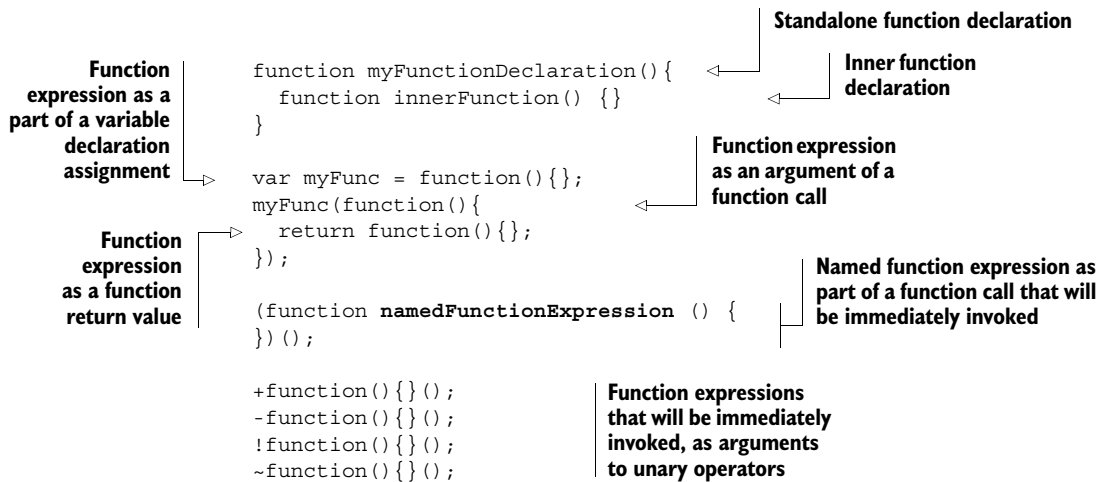 Standalone function declaration
function myFunctionDeclaration(){
Inner function
declaration
function innerFunction() {}
}
Function
expression as a
part of a variable
declaration
assignment
Function expression
as an argument of a
function call
var myFunc = function(){};
myFunc(function(){
return function(){};
});
Function
expression
as a function
return value
Named function expression as
part of a function call that will
be immediately invoked
(function namedFunctionExpression () {
})();
+function(){}();
-function(){}();
!function(){}();
~function(){}();
Function expressions
that will be immediately
invoked, as arguments
to unary operators